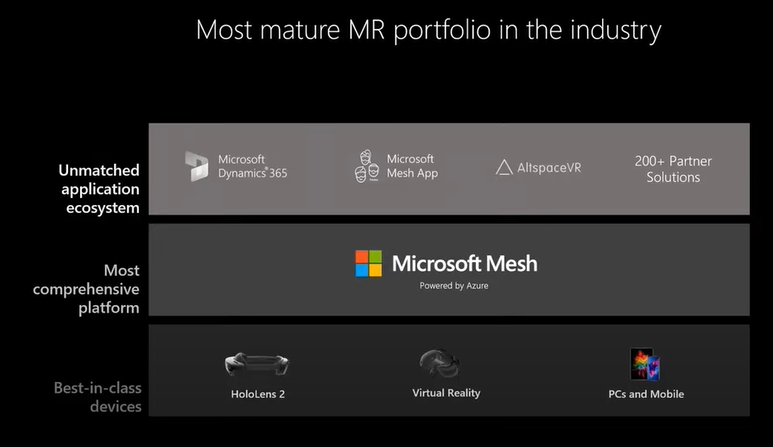 Most mature MR portfolio in the industry
Unmatched
application
ecosystem
Microsoft
Dynamics® 365
Microsoft
Mesh App
AltspaceVR
200+ Partner
Solutions
Most
comprehensive
platform
Microsoft Mesh
Powered by Azure
Best-in-class
devices
HoloLens 2
Virtual Reality
PCs and Mobile